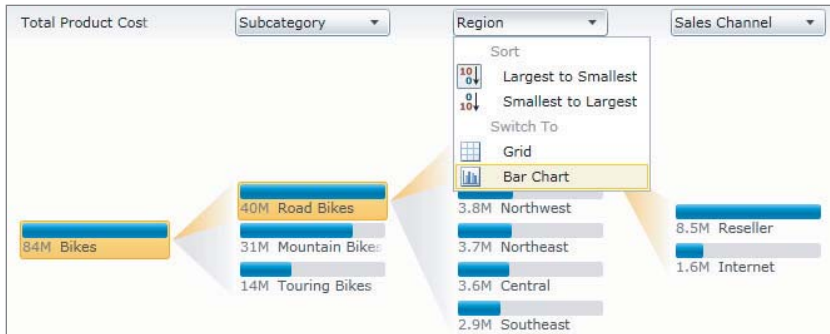 Total Product Cost
Subcategory
Region
Sales Channel
Sort
Largest to Smallest
Smallest to Largest
Switch To
Grid
Bar Chart
84M Bikes
40M Road Bikes
31M Mountain Bikes
14M Touring Bikes
3.8M Northwest
3.7M Northeast
3.6M Central
2.9M Southeast
8.5M Reseller
1.6M Internet